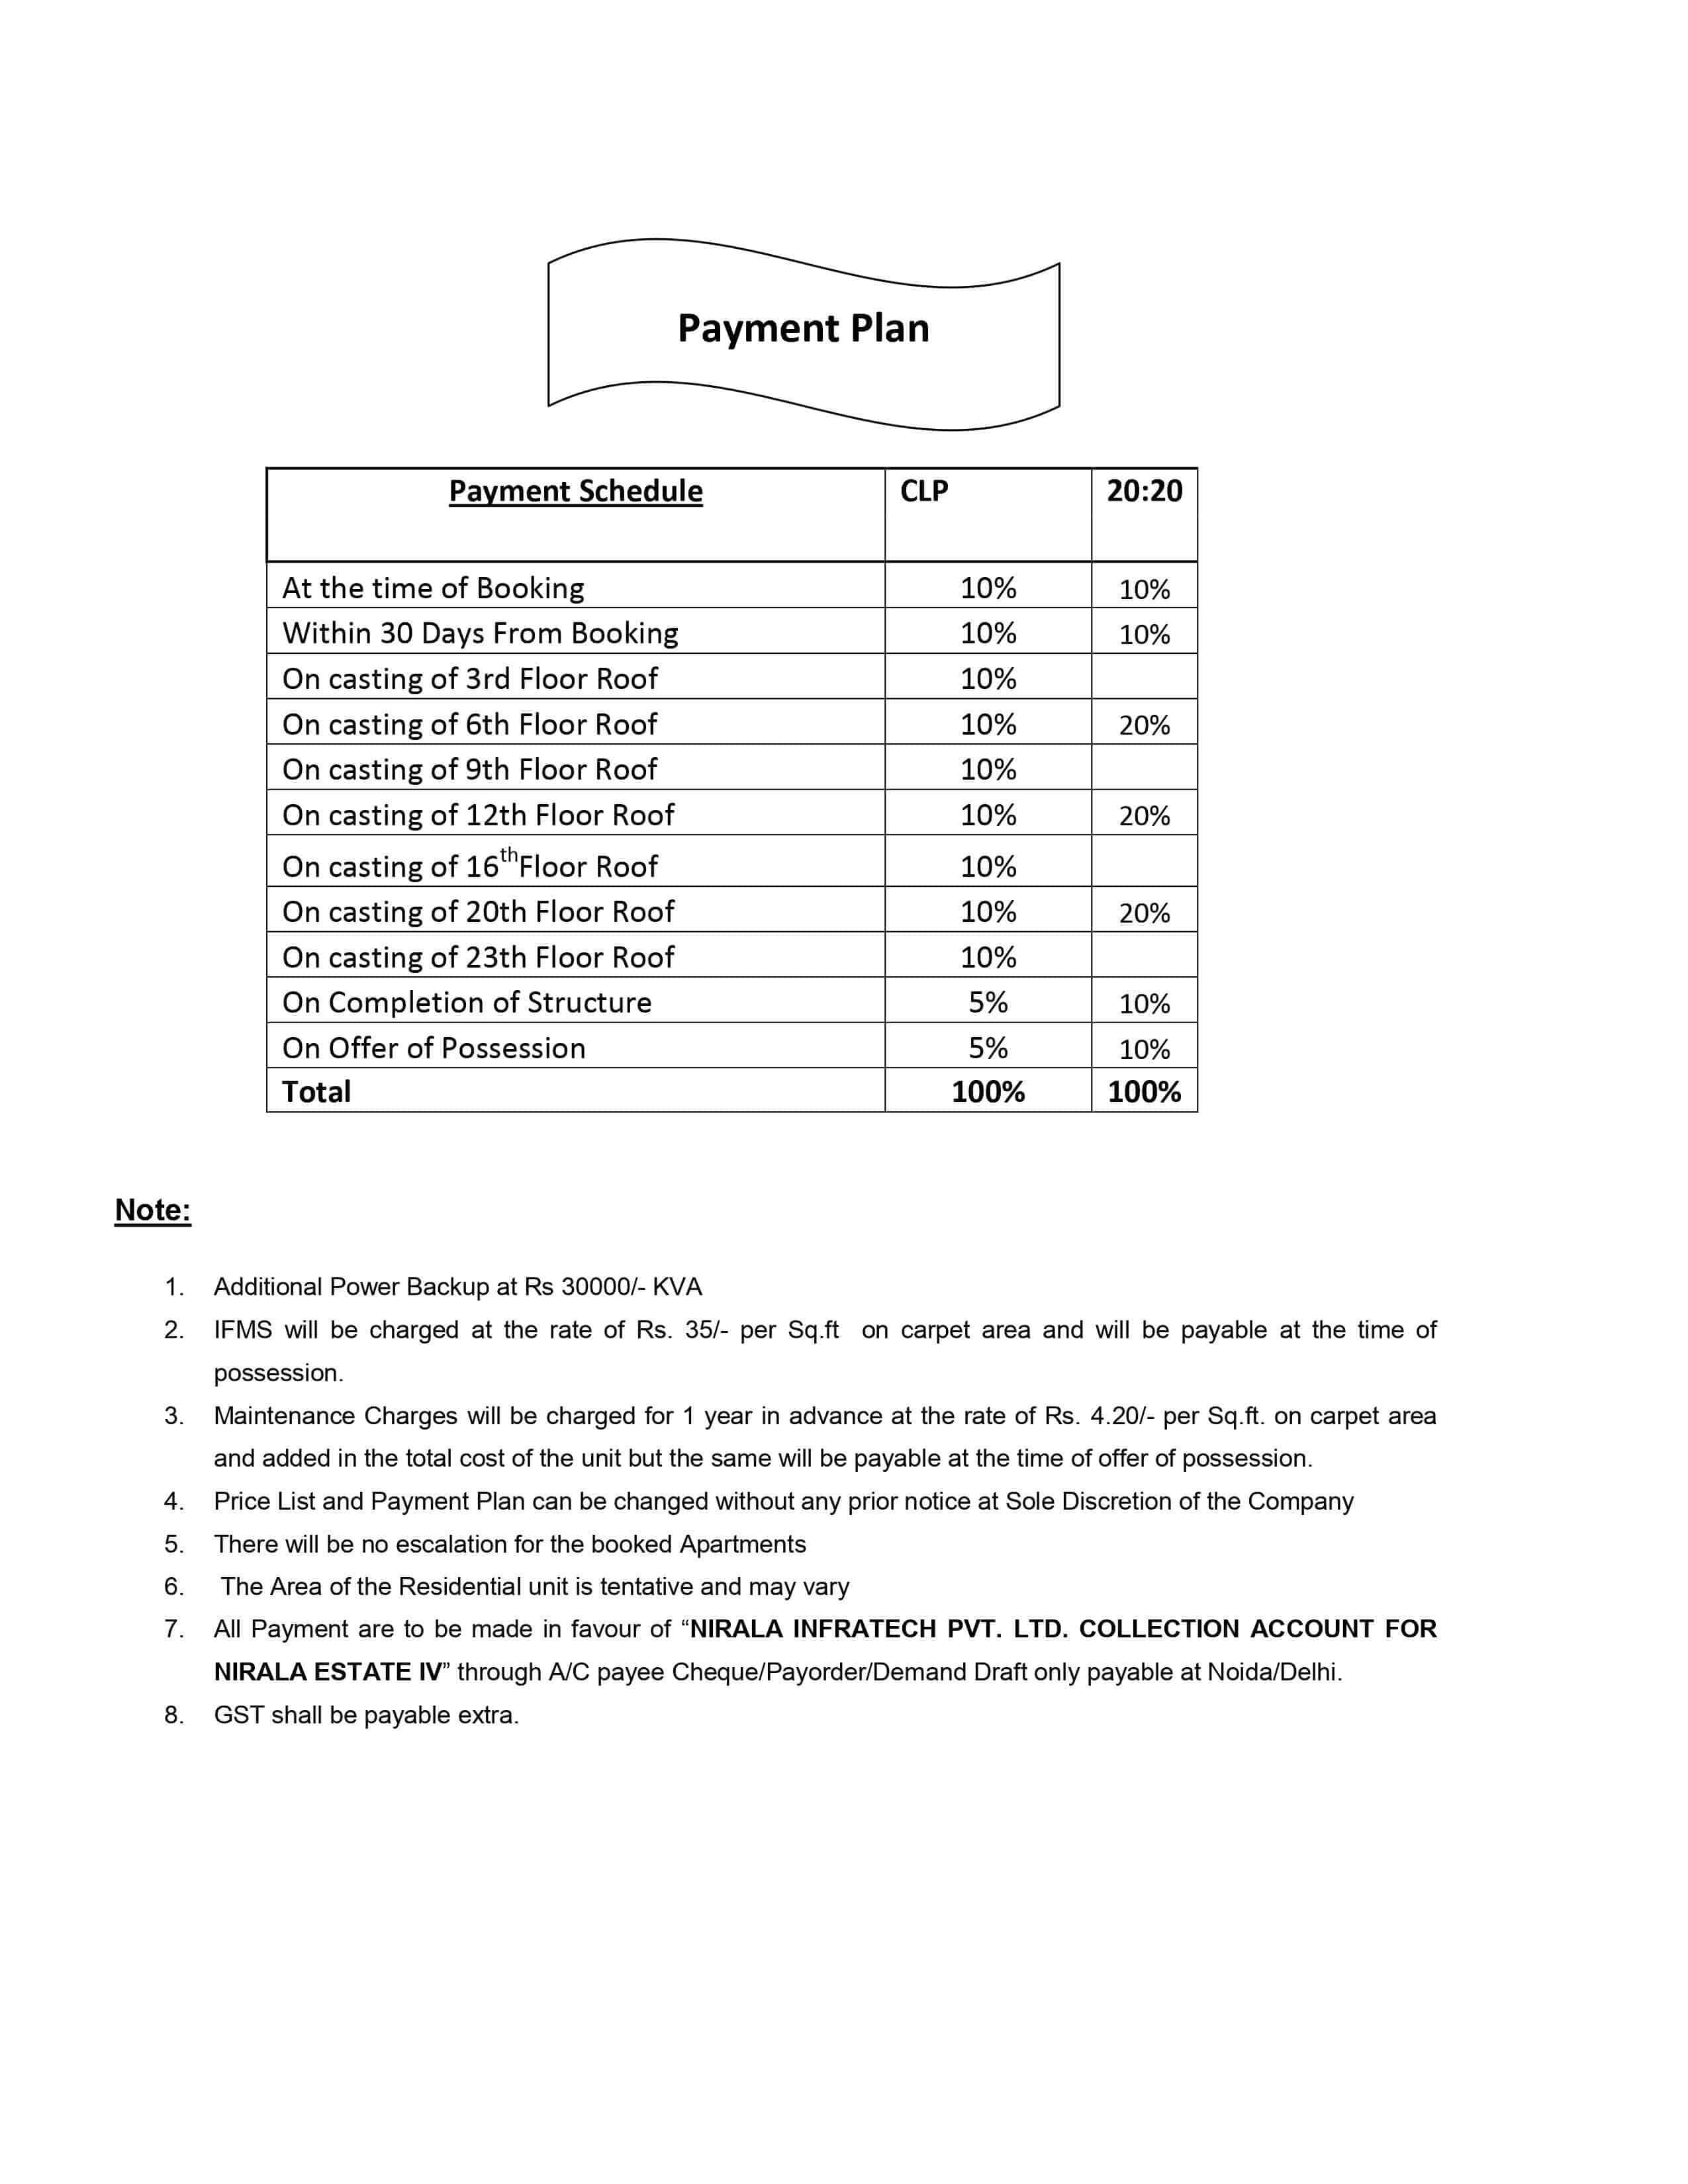 Payment Plan
Payment Schedule CLP 20:20
At the time of Booking 10% 10%
Within 30 Days From Booking 10% 10%
On casting of 3rd Floor Roof 10%
On casting of 6th Floor Roof 10% 20%
On casting of 9th Floor Roof 10%
On casting of 12th Floor Roof 10% 20%
On casting of 16thFloor Roof 10%
On casting of 20th Floor Roof 10% 20%
On casting of 23th Floor Roof 10%
On Completion of Structure 5% 10%
On Offer of Possession 5% 10%
Total 100% 100%
Note:
1. Additional Power Backup at Rs 30000/- KVA
2. IFMS will be charged at the rate of Rs. 35/- per Sq.ft on carpet area and will be payable at the time of
possession.
3. Maintenance Charges will be charged for 1 year in advance at the rate of Rs. 4.20/- per Sq.ft. on carpet area
and added in the total cost of the unit but the same will be payable at the time of offer of possession.
4. Price List and Payment Plan can be changed without any prior notice at Sole Discretion of the Company
5. There will be no escalation for the booked Apartments
6. The Area of the Residential unit is tentative and may vary
7. All Payment are to be made in favour of “NIRALA INFRATECH PVT. LTD. COLLECTION ACCOUNT FOR
NIRALA ESTATE IV” through A/C payee Cheque/Payorder/Demand Draft only payable at Noida/Delhi.
8. GST shall be payable extra.